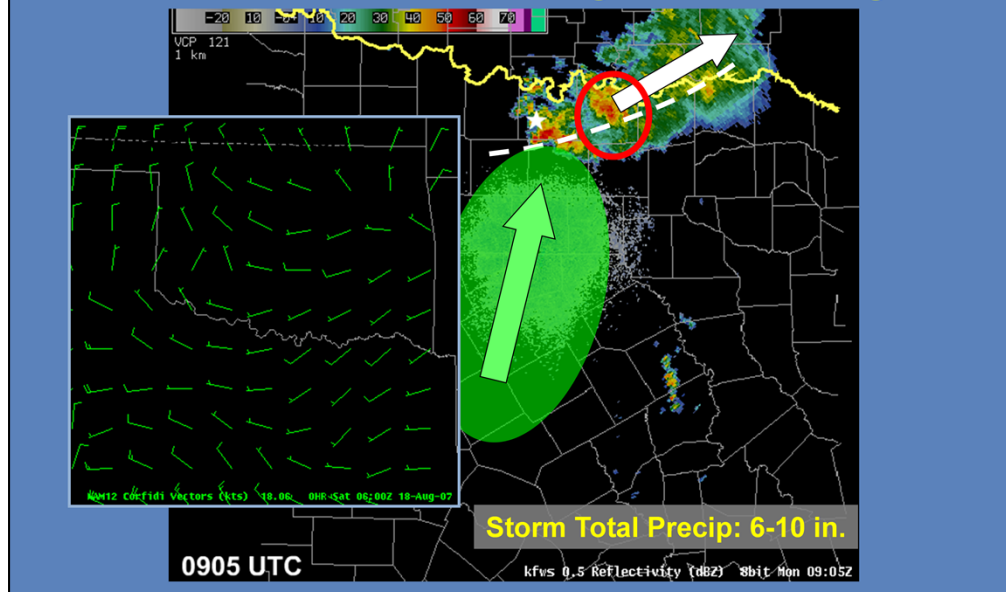 -20 10 -0 10 20 30 40 50 60 70
VCP 121
1 km
NAM12 Corfidi Vectors (kts) 18.06 0HR Sat 06:00Z 18-Aug-07
Storm Total Precip: 6-10 in.
0905 UTC
kfws 0.5 Reflectivity (dBZ) 8bit Mon 09:05Z